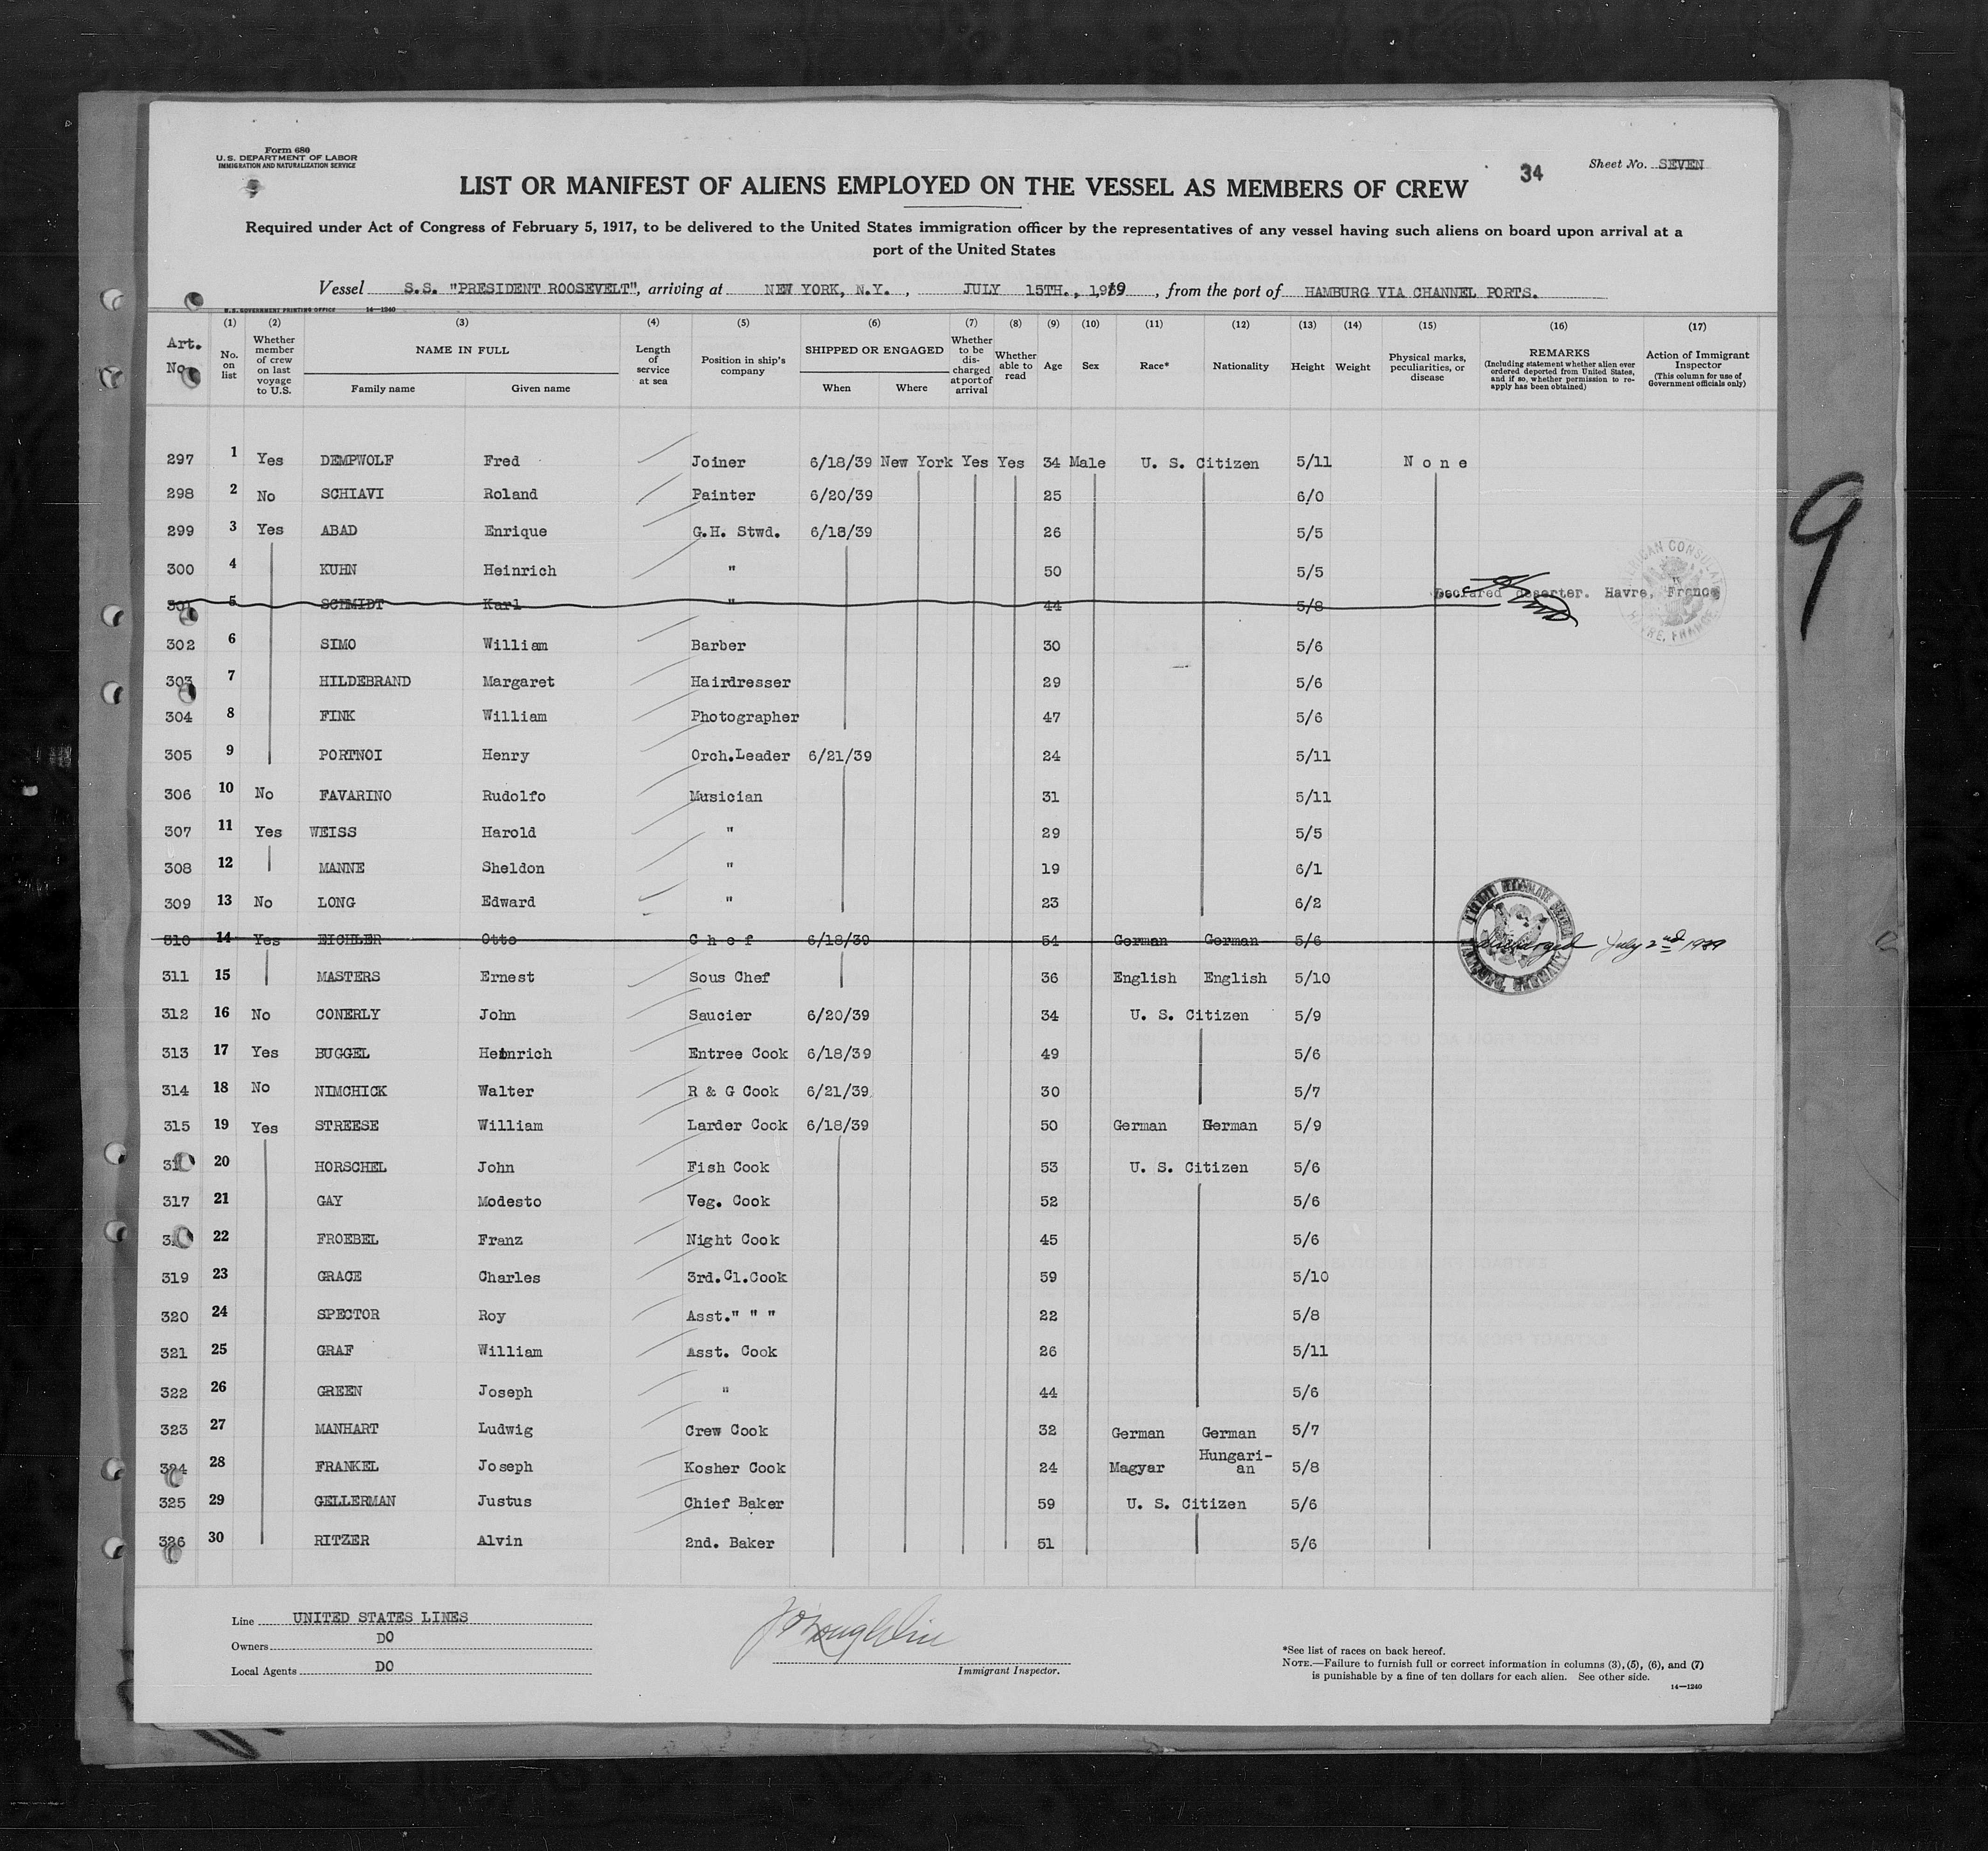 Form 680
U.S. DEPARTMENT OF LABOR
IMMIGRATION AND NATURALIZATION SERVICE
34
Sheet No. SEVEN
LIST OR MANIFEST OF ALIENS EMPLOYED ON THE VESSEL AS MEMBERS OF CREW
Required under Act of Congress of February 5, 1917, to be delivered to the United States immigration officer by the representatives of any vessel having such aliens on board upon arrival at a
port of the United States
Vessel S.S. "PRESIDENT ROOSEVELT", arriving at NEW YORK, N.Y., JULY 15TH., 1939, from the port of HAMBURG VIA CHANNEL PORTS.
U.S. GOVERNMENT PRINTING OFFICE 14—1240
(1) (2) (3) (4) (5) (6) (7) (8) (9) (10) (11) (12) (13) (14) (15) (16) (17)
Art. No. No. on list Whether member of crew on last voyage to U.S. NAME IN FULL Family name Given name Length of service at sea Position in ship's company SHIPPED OR ENGAGED When Where Whether to be discharged at port of arrival Whether able to read Age Sex Race* Nationality Height Weight Physical marks, peculiarities, or disease REMARKS (Including statement whether alien ever ordered deported from United States, and if so, whether permission to re-apply has been obtained) Action of Immigrant Inspector (This column for use of Government officials only)
297 1 Yes DEMPWOLF Fred Joiner 6/18/39 New York Yes Yes 34 Male U. S. Citizen 5/11 None
298 2 No SCHIAVI Roland Painter 6/20/39 25 6/0
299 3 Yes ABAD Enrique G.H. Stwd. 6/18/39 26 5/5
300 4 KUHN Heinrich " 50 5/5
301 5 SCHMIDT Karl " 44 5/8 Declared deserter. Havre, France
AMERICAN CONSULATE HAVRE, FRANCE
302 6 SIMO William Barber 30 5/6
303 7 HILDEBRAND Margaret Hairdresser 29 5/6
304 8 FINK William Photographer 47 5/6
305 9 PORTNOI Henry Orch.Leader 6/21/39 24 5/11
306 10 No FAVARINO Rudolfo Musician 31 5/11
307 11 Yes WEISS Harold " 29 5/5
308 12 MANNE Sheldon " 19 6/1
309 13 No LONG Edward " 23 6/2
310 14 Yes EICHLER Otto Chef 6/18/39 54 German German 5/6 discharged July 2nd 1939
311 15 MASTERS Ernest Sous Chef 36 English English 5/10
312 16 No CONERLY John Saucier 6/20/39 34 U. S. Citizen 5/9
313 17 Yes BUGGEL Heinrich Entree Cook 6/18/39 49 5/6
314 18 No NIMCHICK Walter R & G Cook 6/21/39 30 5/7
315 19 Yes STREESE William Larder Cook 6/18/39 50 German German 5/9
20 HORSCHEL John Fish Cook 53 U. S. Citizen 5/6
317 21 GAY Modesto Veg. Cook 52 5/6
22 FROEBEL Franz Night Cook 45 5/6
319 23 GRACE Charles 3rd.Cl.Cook 59 5/10
320 24 SPECTOR Roy Asst." " " 22 5/8
321 25 GRAF William Asst. Cook 26 5/11
322 26 GREEN Joseph " 44 5/6
323 27 MANHART Ludwig Crew Cook 32 German German 5/7
324 28 FRANKEL Joseph Kosher Cook 24 Magyar Hungarian 5/8
325 29 GELLERMAN Justus Chief Baker 59 U. S. Citizen 5/6
326 30 RITZER Alvin 2nd. Baker 51 5/6
9
Line UNITED STATES LINES
Owners DO
Local Agents DO
Immigrant Inspector.
*See list of races on back hereof.
NOTE.—Failure to furnish full or correct information in columns (3), (5), (6), and (7)
is punishable by a fine of ten dollars for each alien. See other side.
14—1240